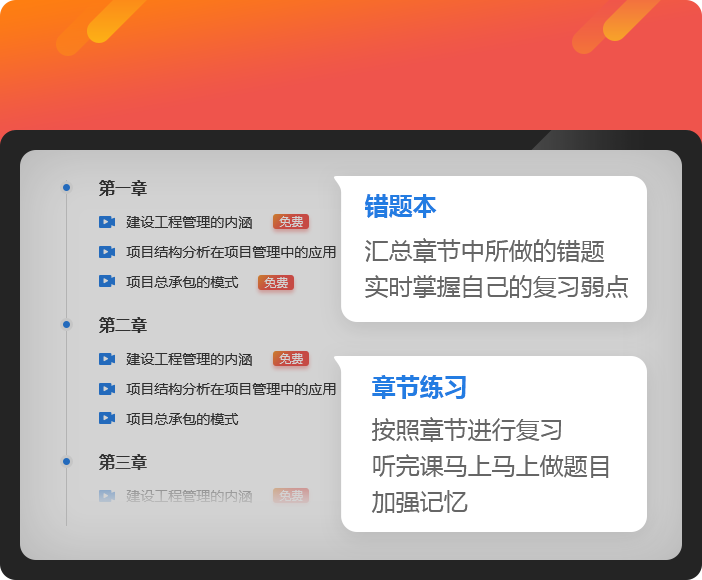 第一章
建设工程管理的内涵 免费
项目结构分析在项目管理中的应用
项目总承包的模式 免费
第二章
建设工程管理的内涵 免费
项目结构分析在项目管理中的应用
项目总承包的模式
第三章
建设工程管理的内涵 免费
错题本
汇总章节中所做的错题
实时掌握自己的复习弱点
章节练习
按照章节进行复习
听完课马上马上做题目
加强记忆